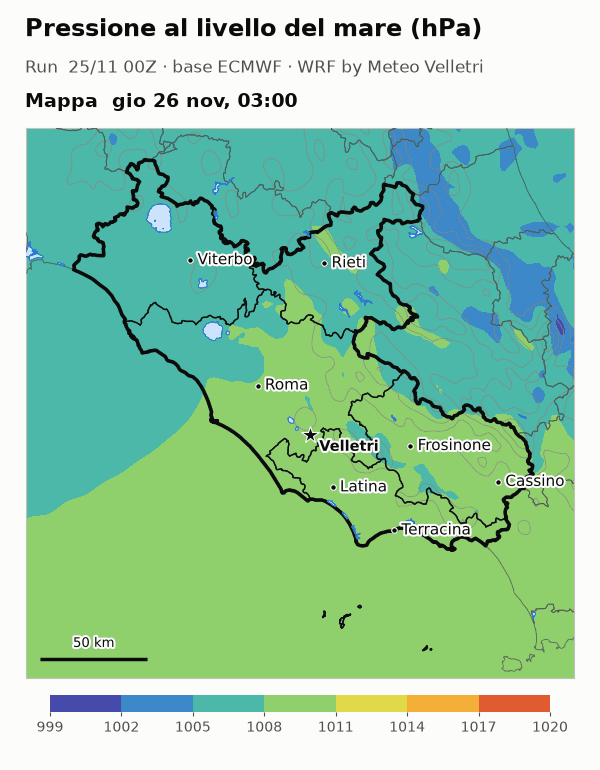 Pressione al livello del mare (hPa)
Run  25/11 00Z · base ECMWF · WRF by Meteo Velletri
Mappa  gio 26 nov, 03:00
Viterbo
Rieti
Roma
Velletri
Frosinone
Latina
Cassino
Terracina
50 km
999 1002 1005 1008 1011 1014 1017 1020